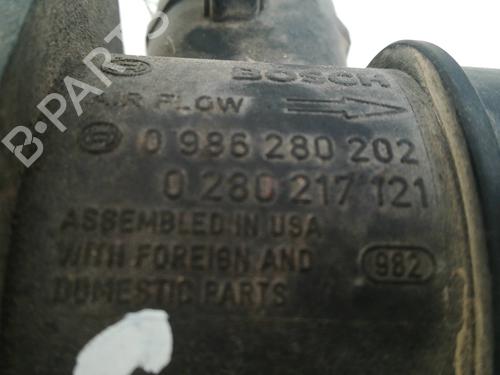 BOSCH
AIR FLOW
0 986 280 202
0 280 217 121
ASSEMBLED IN USA
WITH FOREIGN AND
DOMESTIC PARTS
982
B-PARTS